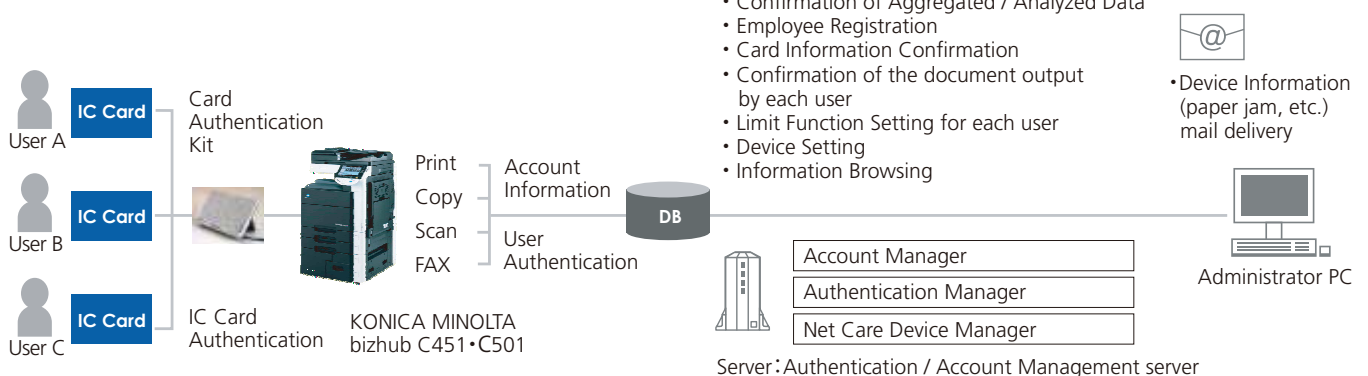 • Confirmation of Aggregated / Analyzed Data
• Employee Registration
• Card Information Confirmation
• Confirmation of the document output
by each user
• Limit Function Setting for each user
• Device Setting
• Information Browsing
@
•Device Information
(paper jam, etc.)
mail delivery
IC Card
User A
IC Card
User B
IC Card
User C
Card
Authentication
Kit
IC Card
Authentication
Print
Copy
Scan
FAX
KONICA MINOLTA
bizhub C451•C501
Account
Information
User
Authentication
DB
Account Manager
Authentication Manager
Net Care Device Manager
Server:Authentication / Account Management server
Administrator PC